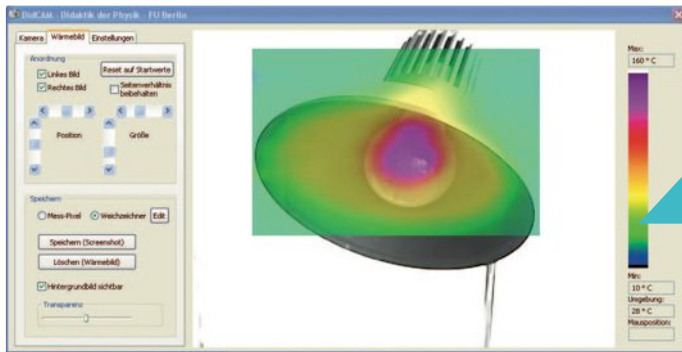 DidCAM - Didaktik der Physik - FU Berlin
Kamera Wärmebild Einstellungen
Anordnung
Linkes Bild
Reset auf Startwerte
Rechtes Bild
Seitenverhältnis
beibehalten
Position
Größe
Speichern
Mess-Pixel Weichzeichner Edit
Speichern (Screenshot)
Löschen (Wärmebild)
Hintergrundbild sichtbar
Transparenz
Max:
160 ° C
Min:
10 ° C
Umgebung:
28 ° C
Mausposition: